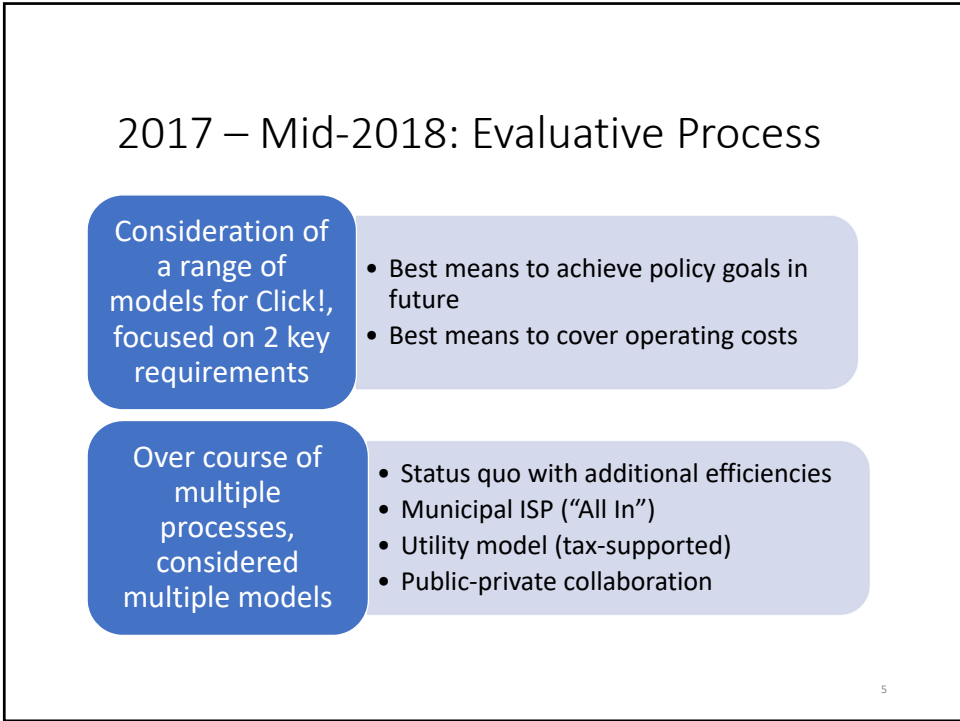 2017 – Mid-2018: Evaluative Process
Consideration of
a range of
models for Click!,
focused on 2 key
requirements
• Best means to achieve policy goals in
future
• Best means to cover operating costs
Over course of
multiple
processes,
considered
multiple models
• Status quo with additional efficiencies
• Municipal ISP (“All In”)
• Utility model (tax-supported)
• Public-private collaboration
5